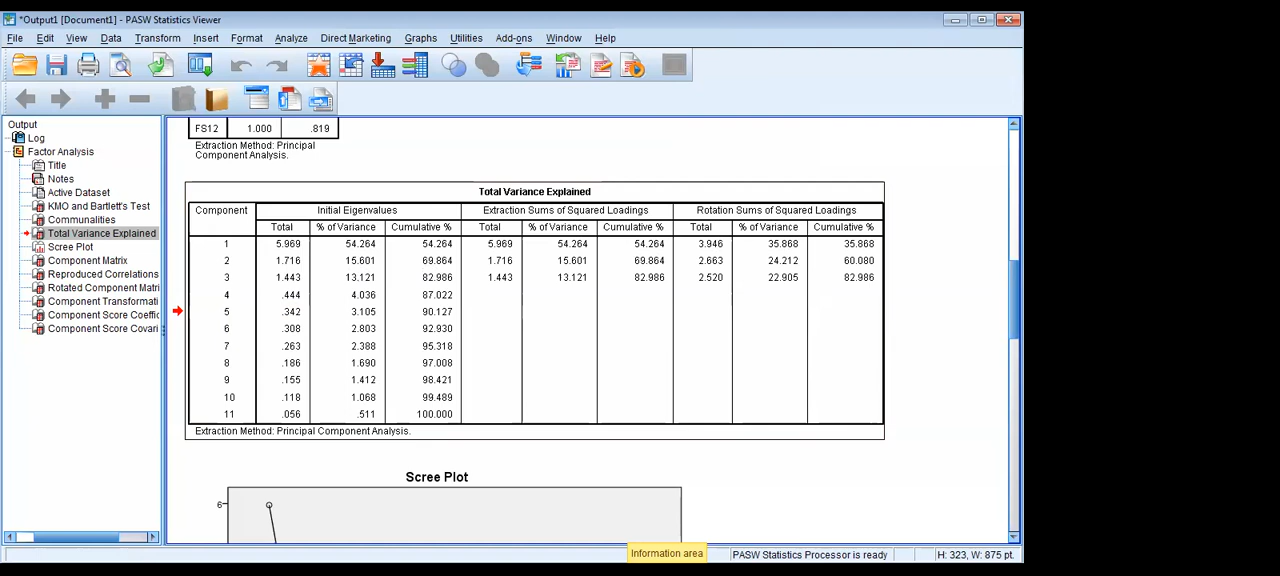 *Output1 [Document1] - PASW Statistics Viewer
File Edit View Data Transform Insert Format Analyze Direct Marketing Graphs Utilities Add-ons Window Help
Output
Log
Factor Analysis
Title
Notes
Active Dataset
KMO and Bartlett's Test
Communalities
Total Variance Explained
Scree Plot
Component Matrix
Reproduced Correlations
Rotated Component Matri
Component Transformati
Component Score Coeffic
Component Score Covari
FS12 1.000 .819
Extraction Method: Principal
Component Analysis.
Total Variance Explained
Component Initial Eigenvalues Extraction Sums of Squared Loadings Rotation Sums of Squared Loadings
Total % of Variance Cumulative % Total % of Variance Cumulative % Total % of Variance Cumulative %
1 5.969 54.264 54.264 5.969 54.264 54.264 3.946 35.868 35.868
2 1.716 15.601 69.864 1.716 15.601 69.864 2.663 24.212 60.080
3 1.443 13.121 82.986 1.443 13.121 82.986 2.520 22.905 82.986
4 .444 4.036 87.022
5 .342 3.105 90.127
6 .308 2.803 92.930
7 .263 2.388 95.318
8 .186 1.690 97.008
9 .155 1.412 98.421
10 .118 1.068 99.489
11 .056 .511 100.000
Extraction Method: Principal Component Analysis.
Scree Plot
6
Information area
PASW Statistics Processor is ready
H: 323, W: 875 pt.